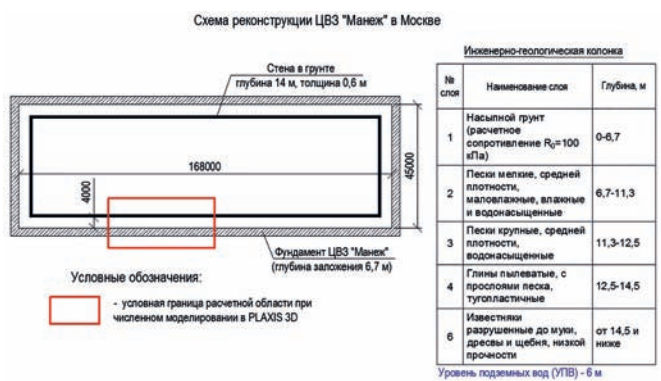 Схема реконструкции ЦВЗ "Манеж" в Москве
Стена в грунте
глубина 14 м, толщина 0,6 м
168000
45000
4000
Фундамент ЦВЗ "Манеж"
(глубина заложения 6,7 м)
Условные обозначения:
- условная граница расчетной области при
численном моделировании в PLAXIS 3D
Инженерно-геологическая колонка
№
слоя
Наименование слоя
Глубина, м
1
Насыпной грунт
(расчетное
сопротивление R0=100
кПа)
0-6,7
2
Пески мелкие, средней
плотности,
маловлажные, влажные
и водонасыщенные
6,7-11,3
3
Пески крупные, средней
плотности,
водонасыщенные
11,3-12,5
4
Глины пылеватые, с
прослоями песка,
тугопластичные
12,5-14,5
6
Известняки
разрушенные до муки,
дресвы и щебня, низкой
прочности
от 14,5 и
ниже
Уровень подземных вод (УПВ) - 6 м